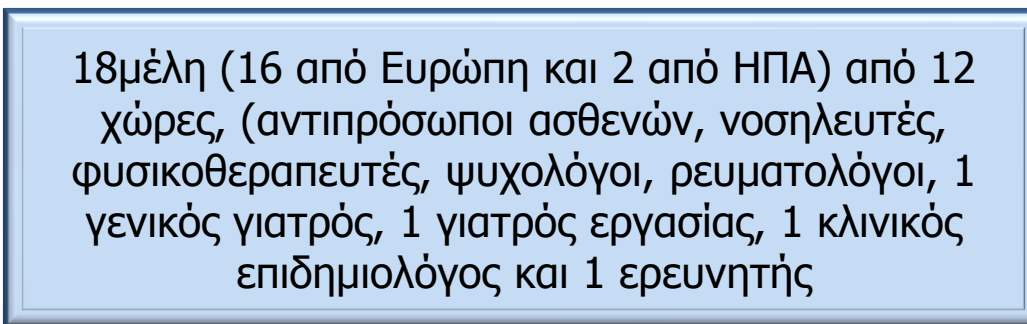 18μέλη (16 από Ευρώπη και 2 από ΗΠΑ) από 12
χώρες, (αντιπρόσωποι ασθενών, νοσηλευτές,
φυσικοθεραπευτές, ψυχολόγοι, ρευματολόγοι, 1
γενικός γιατρός, 1 γιατρός εργασίας, 1 κλινικός
επιδημιολόγος και 1 ερευνητής